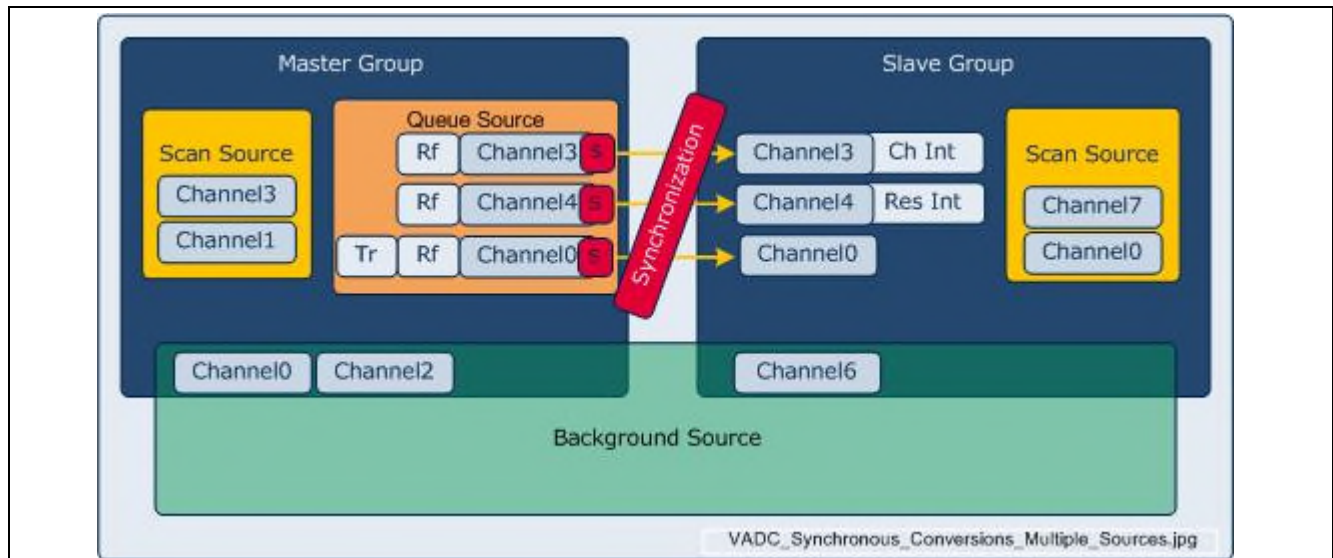 Master Group
Slave Group
Scan Source
Channel3
Channel1
Queue Source
Rf Channel3 s
Rf Channel4 s
Tr Rf Channel0 s
Synchronization
Channel3 Ch Int
Channel4 Res Int
Channel0
Scan Source
Channel7
Channel0
Channel0 Channel2
Channel6
Background Source
VADC_Synchronous_Conversions_Multiple_Sources.jpg